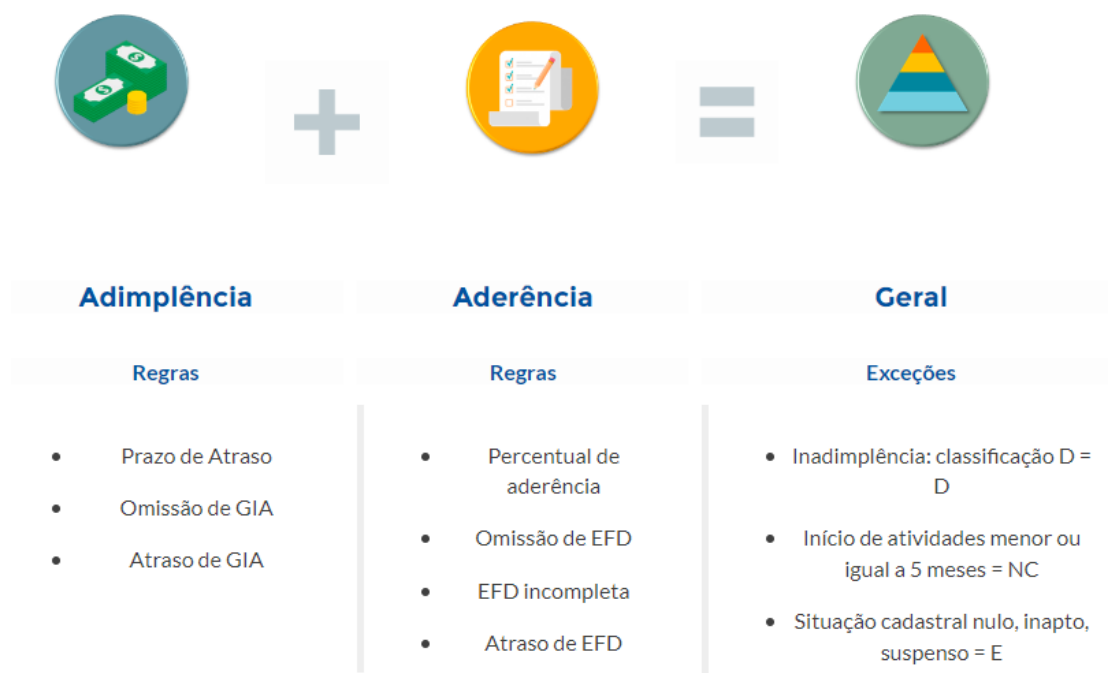 Adimplência
Aderência
Geral
Regras
Regras
Exceções
• Prazo de Atraso
• Omissão de GIA
• Atraso de GIA
• Percentual de
aderência
• Omissão de EFD
• EFD incompleta
• Atraso de EFD
• Inadimplência: classificação D =
D
• Início de atividades menor ou
igual a 5 meses = NC
• Situação cadastral nulo, inapto,
suspenso = E